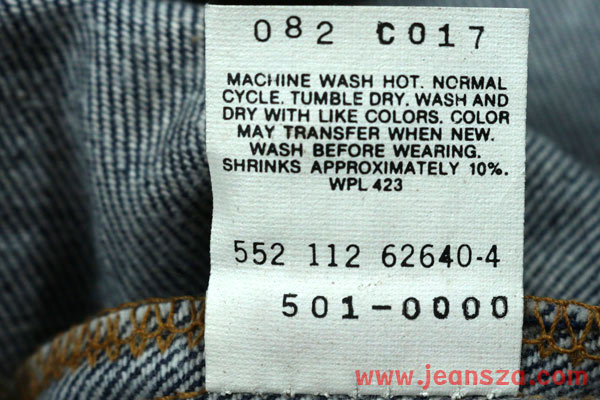 082 C017
MACHINE WASH HOT. NORMAL
CYCLE. TUMBLE DRY. WASH AND
DRY WITH LIKE COLORS. COLOR
MAY TRANSFER WHEN NEW.
WASH BEFORE WEARING.
SHRINKS APPROXIMATELY 10%.
WPL 423
552 112 62640-4
501-0000
www.jeansza.com